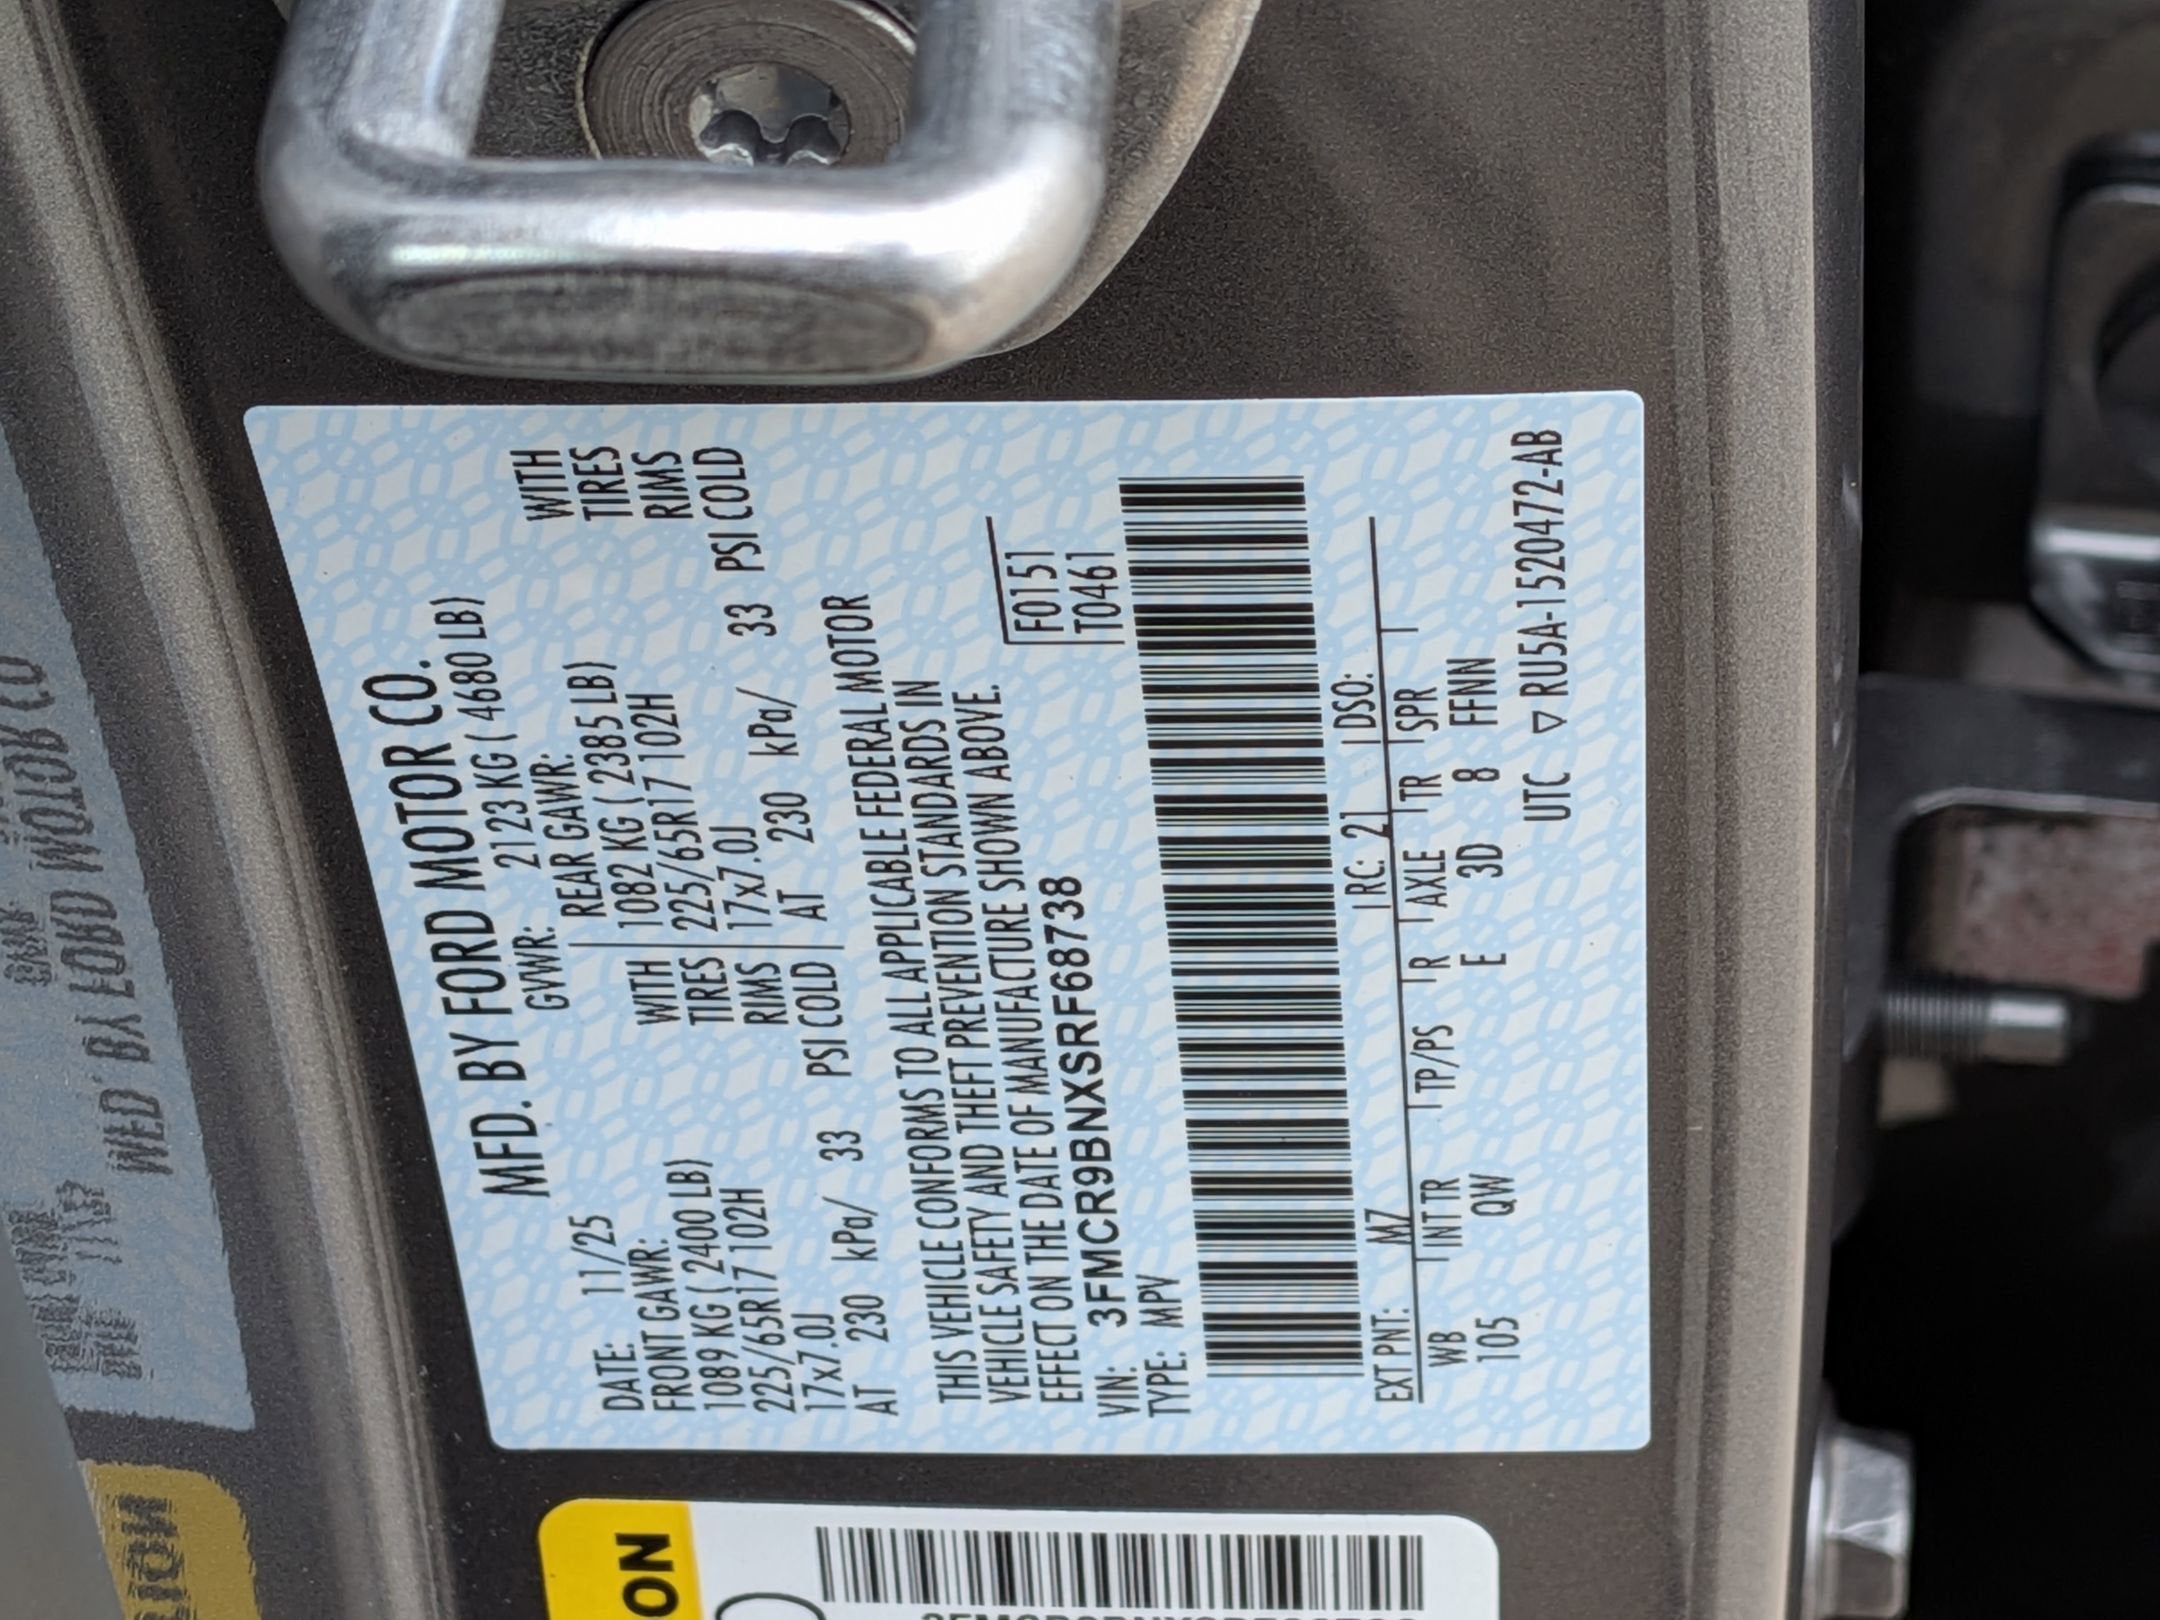 MFD. BY FORD MOTOR CO.
DATE: 11/25 GVWR: 2123 KG ( 4680 LB)
FRONT GAWR: REAR GAWR:
1089 KG ( 2400 LB) WITH 1082 KG ( 2385 LB) WITH
225/65R17 102H TIRES 225/65R17 102H TIRES
17x7.0J RIMS 17x7.0J RIMS
AT 230 kPa/ 33 PSI COLD AT 230 kPa/ 33 PSI COLD
THIS VEHICLE CONFORMS TO ALL APPLICABLE FEDERAL MOTOR
VEHICLE SAFETY AND THEFT PREVENTION STANDARDS IN
EFFECT ON THE DATE OF MANUFACTURE SHOWN ABOVE.
VIN: 3FMCR9BNXSRF68738 F0151
TYPE: MPV T0461
EXT PNT: MZ RC: 21 DSO:
WB INT TR TP/PS R AXLE TR SPR
105 QW E 3D 8 FFNN
UTC ▽ RU5A-1520472-AB
ON